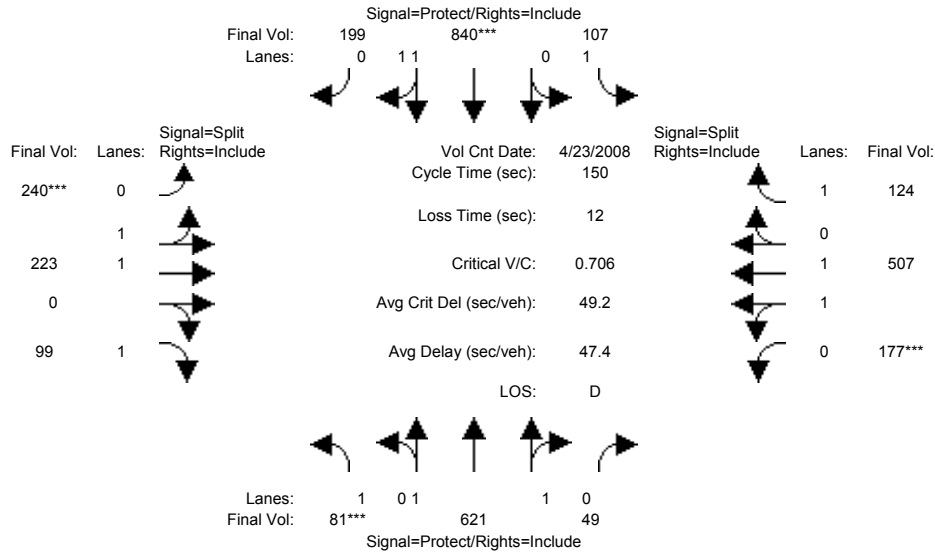 Signal=Protect/Rights=Include
Final Vol: 199 840*** 107
Lanes: 0 1 1 0 1
Signal=Split Signal=Split
Final Vol: Lanes: Rights=Include Vol Cnt Date: 4/23/2008 Rights=Include Lanes: Final Vol:
Cycle Time (sec): 150
240*** 0 1 124
Loss Time (sec): 12
1 0
223 1 Critical V/C: 0.706 1 507
0 Avg Crit Del (sec/veh): 49.2 1
99 1 Avg Delay (sec/veh): 47.4 0 177***
LOS: D
Lanes: 1 0 1 1 0
Final Vol: 81*** 621 49
Signal=Protect/Rights=Include